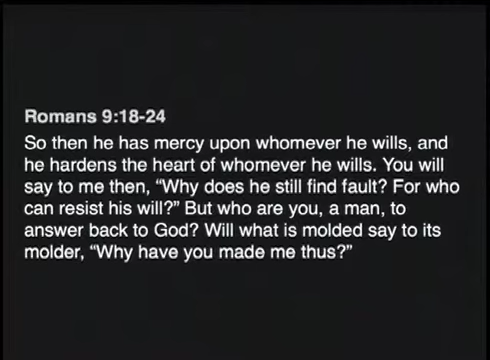 Romans 9:18-24
So then he has mercy upon whomever he wills, and
he hardens the heart of whomever he wills. You will
say to me then, “Why does he still find fault? For who
can resist his will?” But who are you, a man, to
answer back to God? Will what is molded say to its
molder, “Why have you made me thus?”